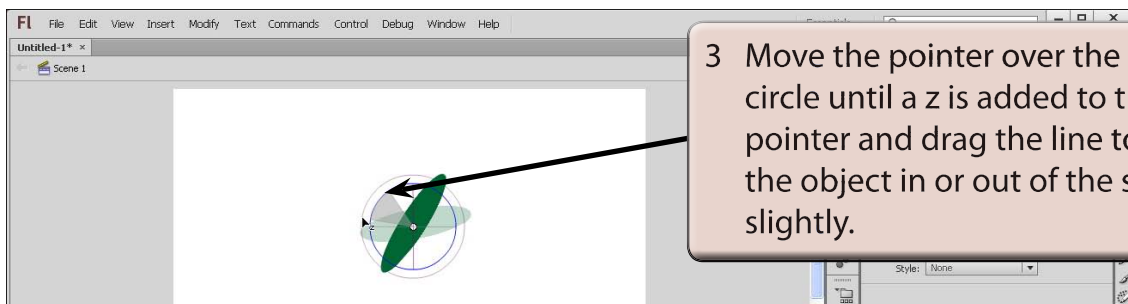 Fl File Edit View Insert Modify Text Commands Control Debug Window Help
Untitled-1* ×
Scene 1
3 Move the pointer over the
circle until a z is added to t
pointer and drag the line to
the object in or out of the s
slightly.
z
Style: None